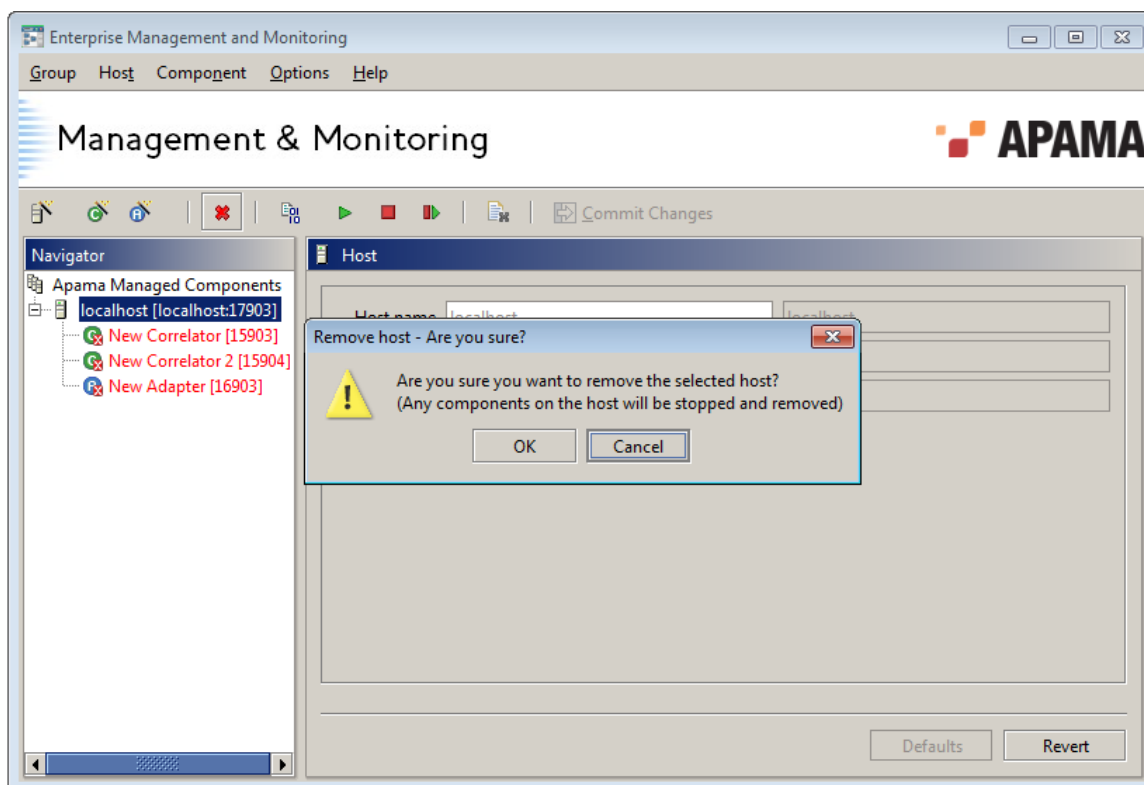 Enterprise Management and Monitoring
Group Host Component Options Help
Management & Monitoring
APAMA
Commit Changes
Navigator
Host
Apama Managed Components
localhost [localhost:17903]
New Correlator [15903]
New Correlator 2 [15904]
New Adapter [16903]
Host name localhost localhost
Remove host - Are you sure?
Are you sure you want to remove the selected host?
(Any components on the host will be stopped and removed)
OK Cancel
Defaults Revert